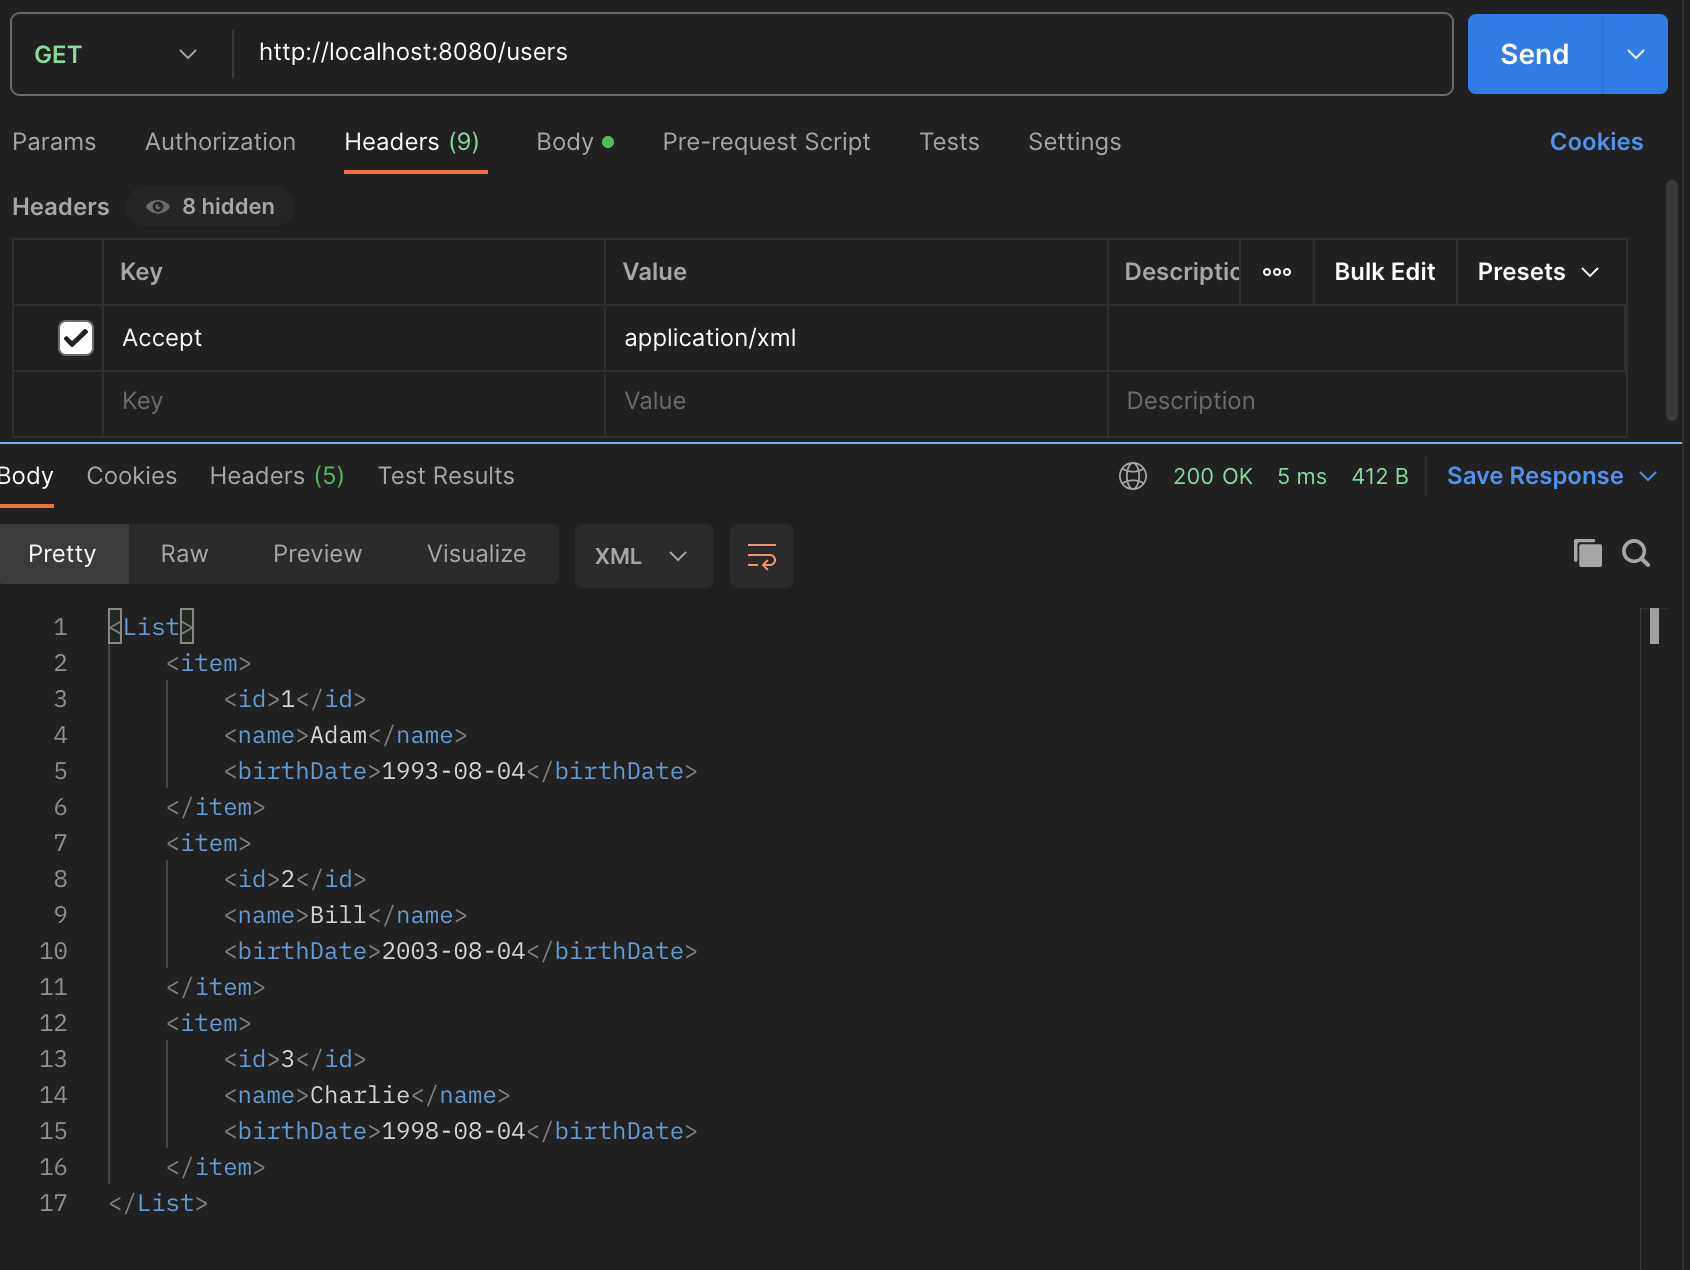 GET http://localhost:8080/users Send
Params Authorization Headers (9) Body Pre-request Script Tests Settings Cookies
Headers 8 hidden
Key Value Descriptic ooo Bulk Edit Presets
Accept application/xml
Key Value Description
Body Cookies Headers (5) Test Results 200 OK 5 ms 412 B Save Response
Pretty Raw Preview Visualize XML
1 <List>
2 <item>
3 <id>1</id>
4 <name>Adam</name>
5 <birthDate>1993-08-04</birthDate>
6 </item>
7 <item>
8 <id>2</id>
9 <name>Bill</name>
10 <birthDate>2003-08-04</birthDate>
11 </item>
12 <item>
13 <id>3</id>
14 <name>Charlie</name>
15 <birthDate>1998-08-04</birthDate>
16 </item>
17 </List>